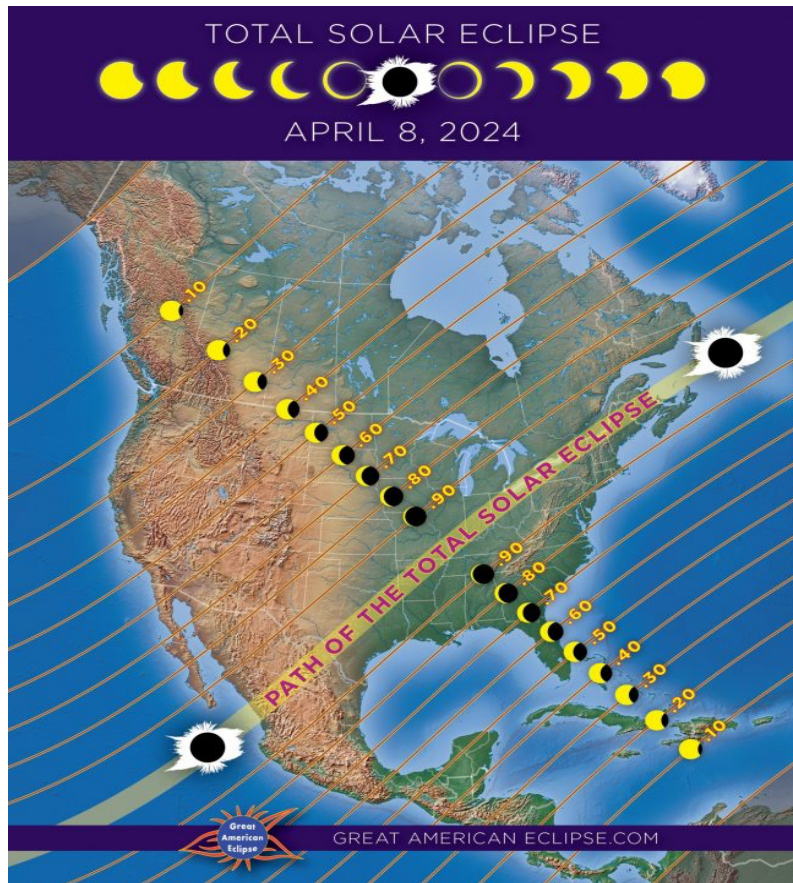 TOTAL SOLAR ECLIPSE
APRIL 8, 2024
.10
.20
.30
.40
.50
.60
.70
.80
.90
PATH OF THE TOTAL SOLAR ECLIPSE
.90
.80
.70
.60
.50
.40
.30
.20
.10
Great
American
Eclipse
GREAT AMERICAN ECLIPSE.COM